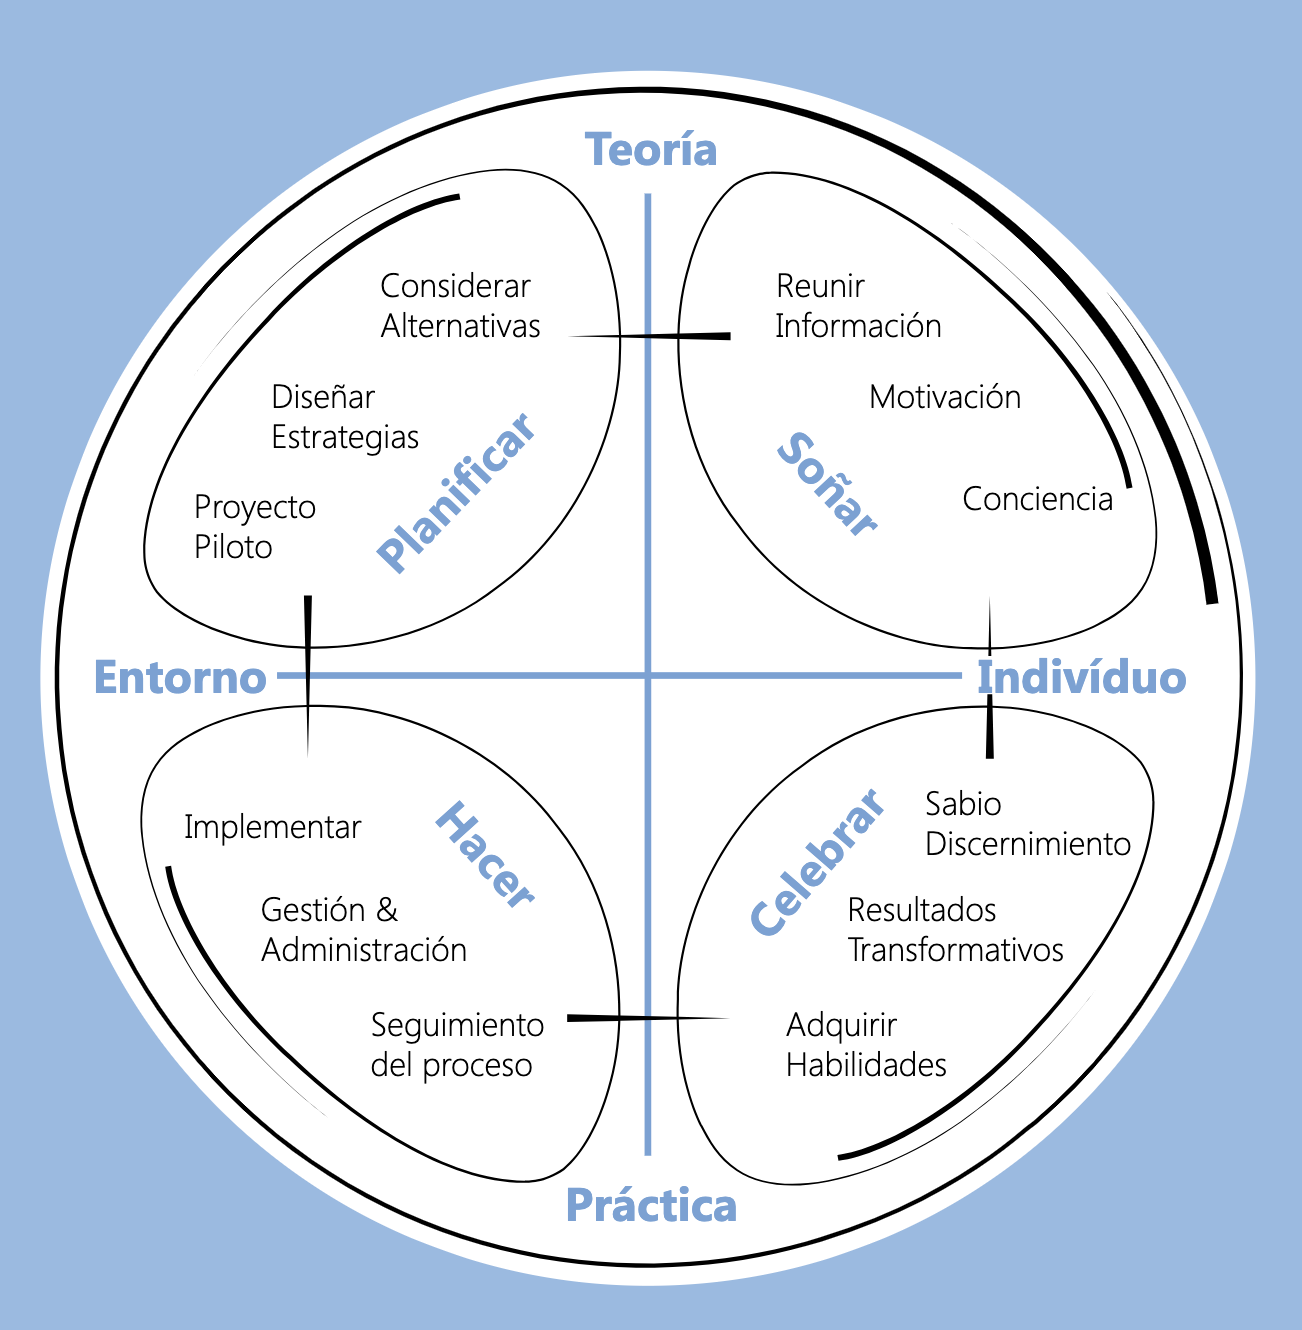 Teoría
Considerar
Alternativas
Diseñar
Estrategias
Proyecto
Piloto
Planificar
Reunir
Información
Motivación
Conciencia
Soñar
Entorno
Indivíduo
Implementar
Gestión &
Administración
Seguimiento
del proceso
Hacer
Celebrar
Sabio
Discernimiento
Resultados
Transformativos
Adquirir
Habilidades
Práctica